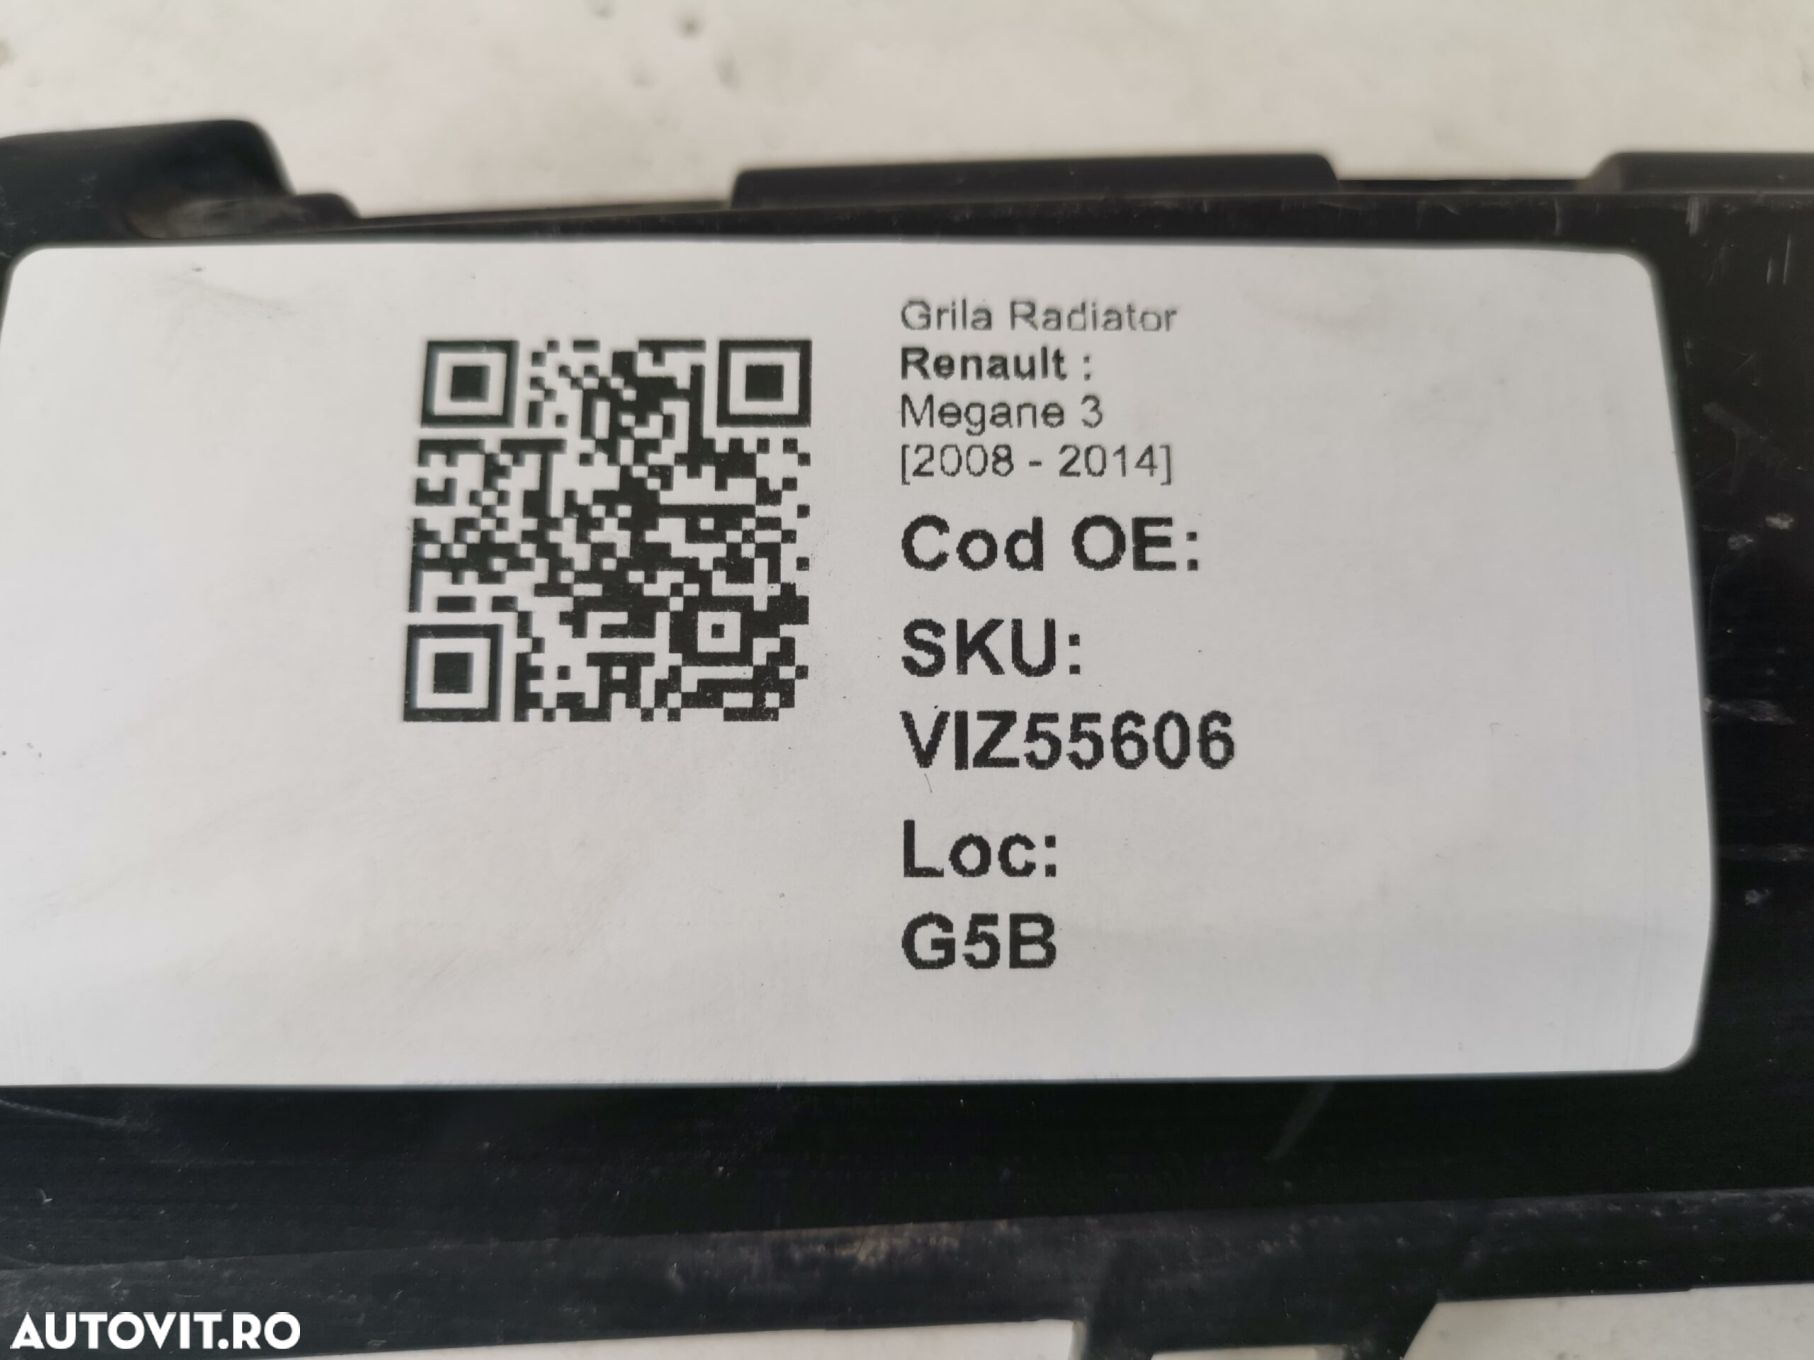 Grila Radiator
Renault :
Megane 3
[2008 - 2014]
Cod OE:
SKU:
VIZ55606
Loc:
G5B
AUTOVIT.RO